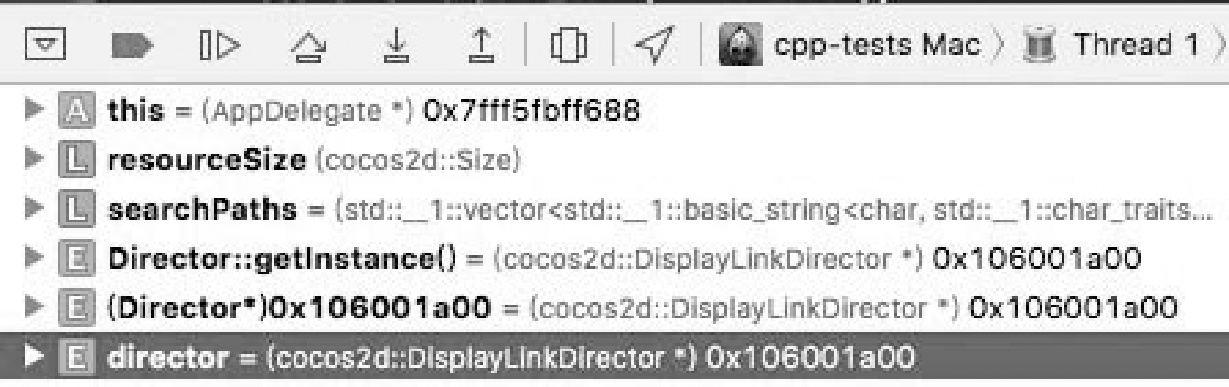 cpp-tests Mac 〉 Thread 1 〉
A this = (AppDelegate *) 0x7fff5fbff688
L resourceSize (cocos2d::Size)
L searchPaths = (std::__1::vector<std::__1::basic_string<char, std::__1::char_traits...
E Director::getInstance() = (cocos2d::DisplayLinkDirector *) 0x106001a00
E (Director*)0x106001a00 = (cocos2d::DisplayLinkDirector *) 0x106001a00
E director = (cocos2d::DisplayLinkDirector *) 0x106001a00